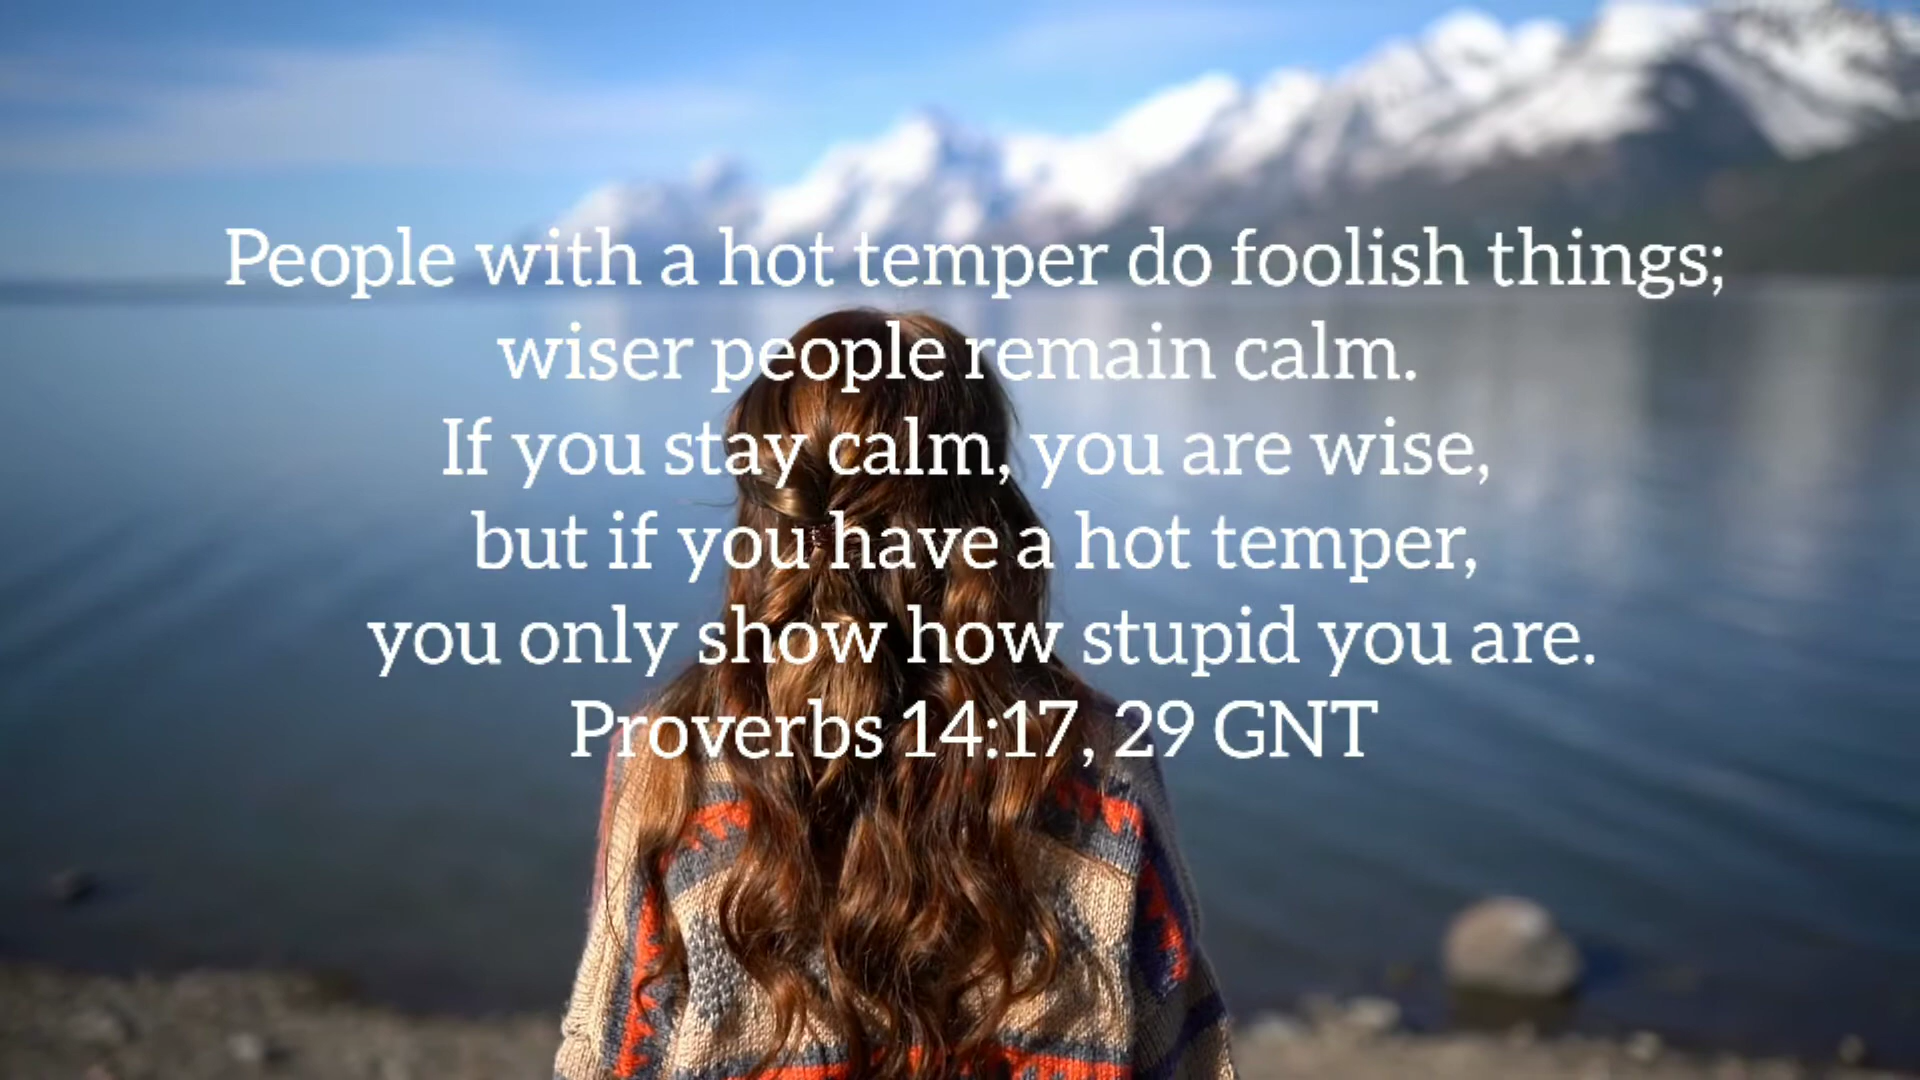 People with a hot temper do foolish things;
wiser people remain calm.
If you stay calm, you are wise,
but if you have a hot temper,
you only show how stupid you are.
Proverbs 14:17, 29 GNT